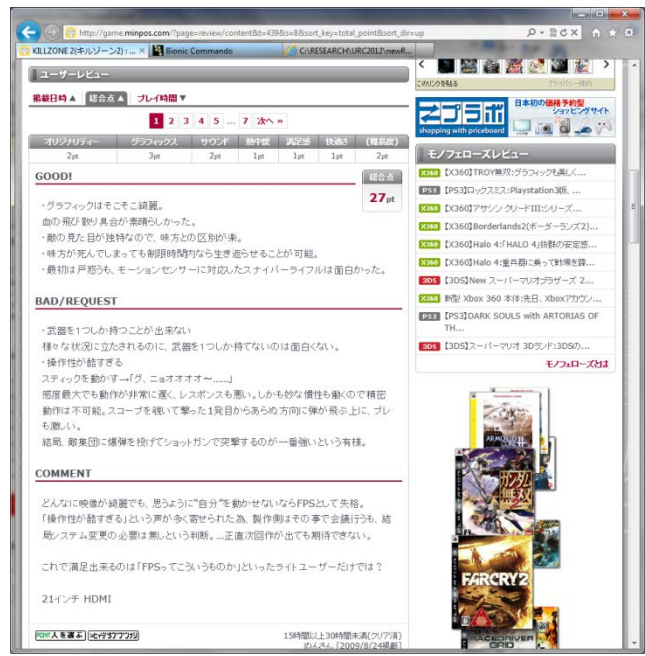 http://game.minpos.com/?page=review/content&t=439&s=8&sort_key=total_point&sort_dir=up
KILLZONE 2(キルゾーン2) : ...
Bionic Commando
C:\RESEARCH\URC2012\newR...
ユーザーレビュー
掲載日時▲ 総合点▲ プレイ時間▼
1 2 3 4 5 ... 7 次へ »
オリジナリティー グラフィックス サウンド 熱中度 満足感 快適さ (難易度)
2pt 3pt 2pt 1pt 1pt 1pt 2pt
GOOD!
総合点
27pt
・グラフィックはそこそこ綺麗。
血の飛び散り具合が素晴らしかった。
・敵の見た目が独特なので、味方との区別が楽。
・味方が死んでしまっても制限時間内なら生き返らせることが可能。
・最初は戸惑うも、モーションセンサーに対応したスナイパーライフルは面白かった。
BAD/REQUEST
・武器を1つしか持つことが出来ない
様々な状況に立たされるのに、武器を1つしか持てないのは面白くない。
・操作性が酷すぎる
スティックを動かす→「グ、ニョオオオオ～……」
感度最大でも動作が非常に遅く、レスポンスも悪い。しかも妙な慣性も働くので精密
動作は不可能。スコープを覗いて撃った1発目からあらぬ方向に弾が飛ぶ上に、ブレ
も激しい。
結局、敵集団に爆弾を投げてショットガンで突撃するのが一番強いという有様。
COMMENT
どんなに映像が綺麗でも、思うように"自分"を動かせないならFPSとして失格。
「操作性が酷すぎる」という声が多く寄せられた為、製作側はその事で会議行うも、結
局システム変更の必要は無しという判断。…正直次回作が出ても期待できない。
これで満足出来るのは「FPSってこういうものか」といったライトユーザーだけでは?
21インチ HDMI
POINT人を選ぶ
15時間以上30時間未満(クリア済)
ぬんさん [2009/8/24掲載]
このリンクを貼る
プライバシー規約
ネプラボ
shopping with priceboard
日本初の価格予約型
ショッピングサイト
モノフェローズレビュー
X360 【X360】TROY無双:グラフィックも美しく...
PS3 【PS3】ロックスミス:Playstation3版、...
X360 【X360】アサシン クリードIII:シリーズ...
X360 【X360】Borderlands2(ボーダーランズ2)...
X360 【X360】Halo 4:「HALO 4」抜群の安定感...
X360 【X360】Halo 4:重兵器に乗って戦場を蹂...
3DS 【3DS】New スーパーマリオブラザーズ 2...
X360 新型 Xbox 360 本体:先日、Xboxアカウン...
PS3 【PS3】DARK SOULS with ARTORIAS OF
TH...
3DS 【3DS】スーパーマリオ 3Dランド:3DSの...
モノフェローズとは
ARMORED CORE
ガンダム無双2
FARCRY2
RACEDRIVER
GRID